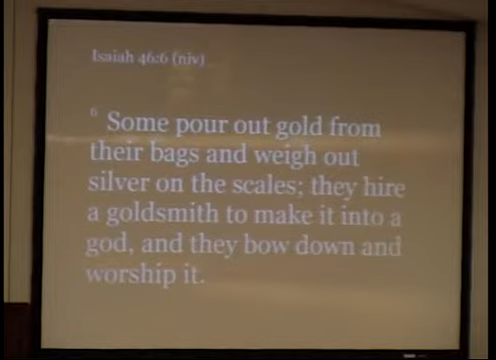 Isaiah 46:6 (niv)
6 Some pour out gold from
their bags and weigh out
silver on the scales; they hire
a goldsmith to make it into a
god, and they bow down and
worship it.